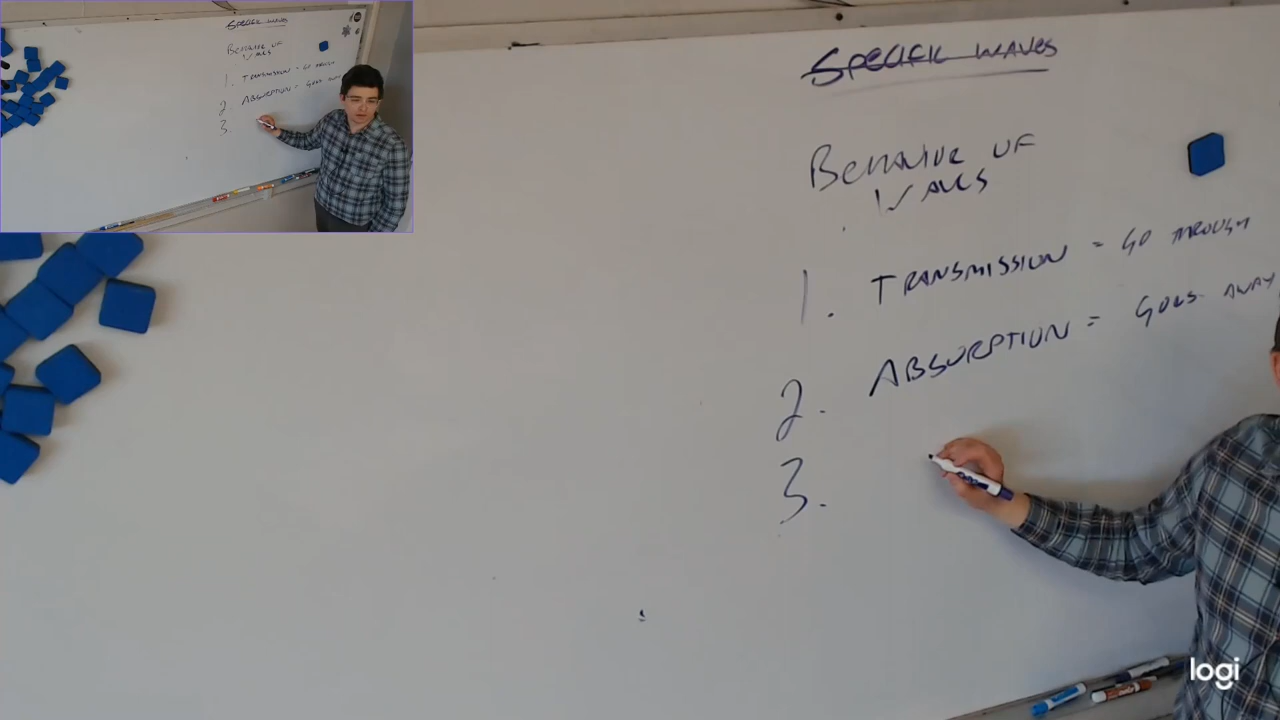 SPECIFIC WAVES
BEHAVIOR OF
WAVES
1. TRANSMISSION = GO THROUGH
2. ABSORPTION = GOES AWAY
3.
logi